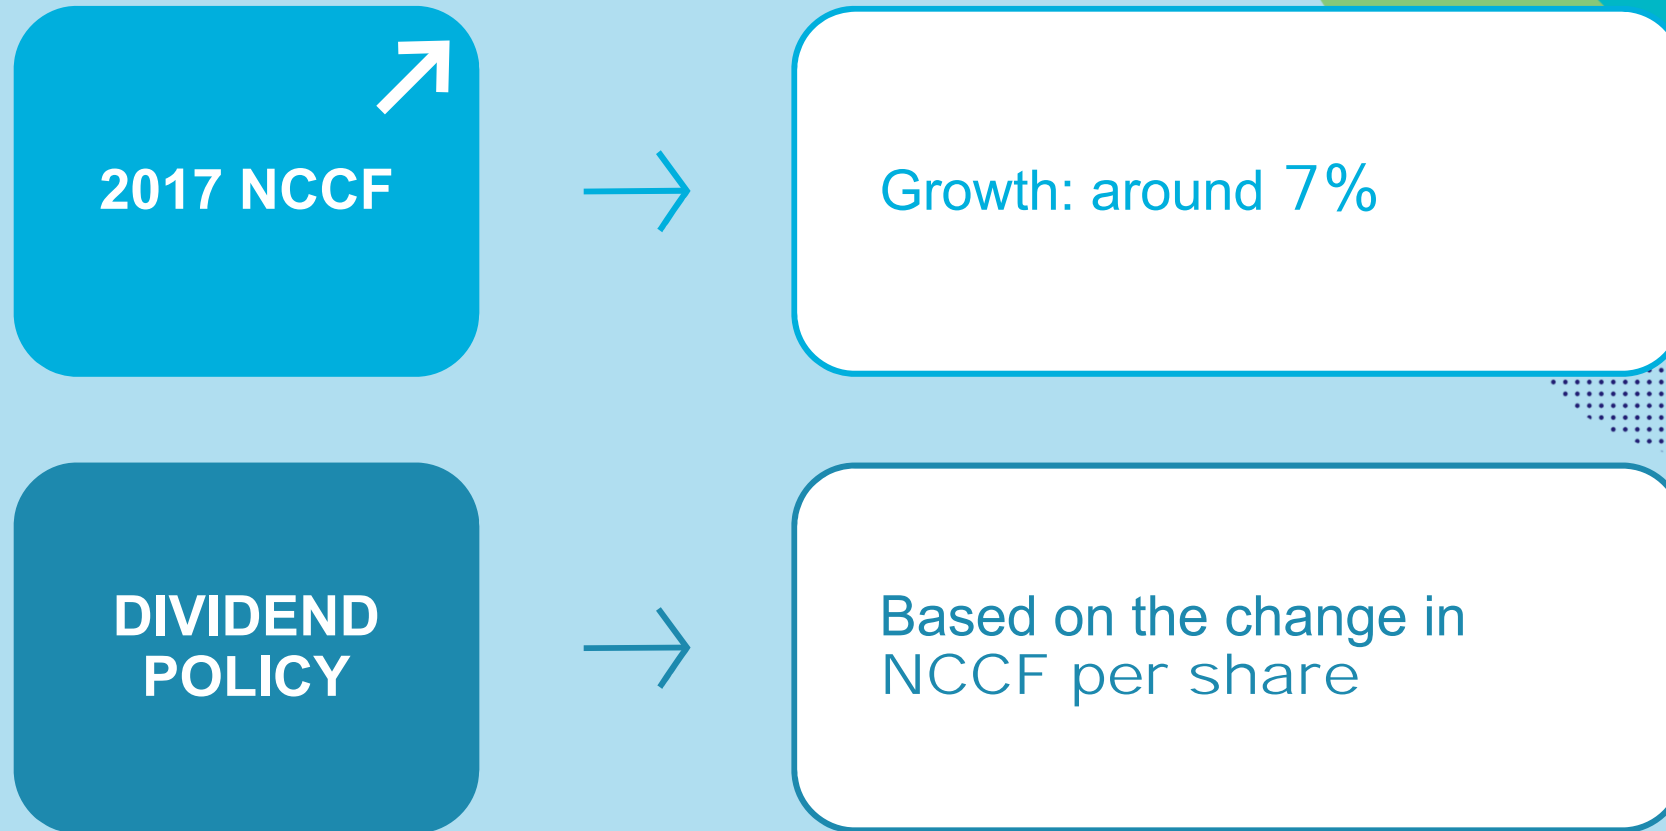 2017 NCCF
Growth: around 7%
DIVIDEND
POLICY
Based on the change in
NCCF per share